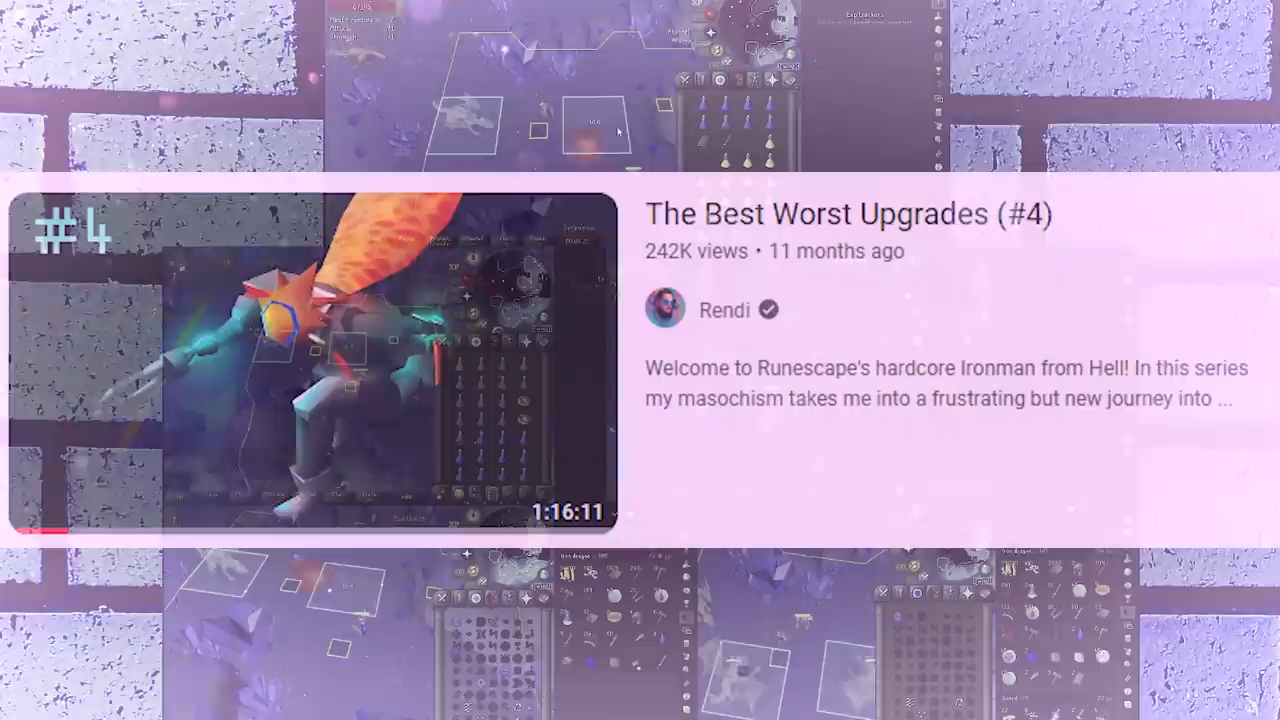 #4
The Best Worst Upgrades (#4)
242K views • 11 months ago
Rendi
Welcome to Runescape's hardcore Ironman from Hell! In this series
my masochism takes me into a frustrating but new journey into ...
1:16:11